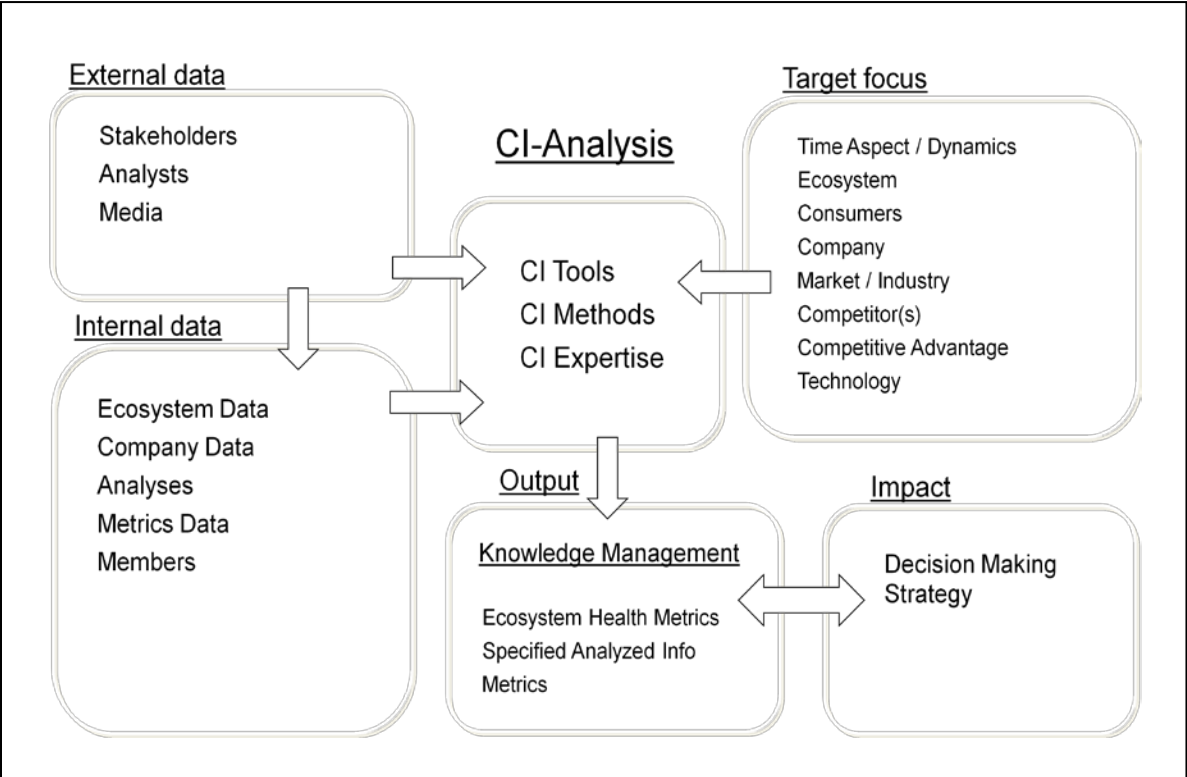 External data
Stakeholders
Analysts
Media
Internal data
Ecosystem Data
Company Data
Analyses
Metrics Data
Members
CI-Analysis
CI Tools
CI Methods
CI Expertise
Target focus
Time Aspect / Dynamics
Ecosystem
Consumers
Company
Market / Industry
Competitor(s)
Competitive Advantage
Technology
Output
Knowledge Management
Ecosystem Health Metrics
Specified Analyzed Info
Metrics
Impact
Decision Making
Strategy